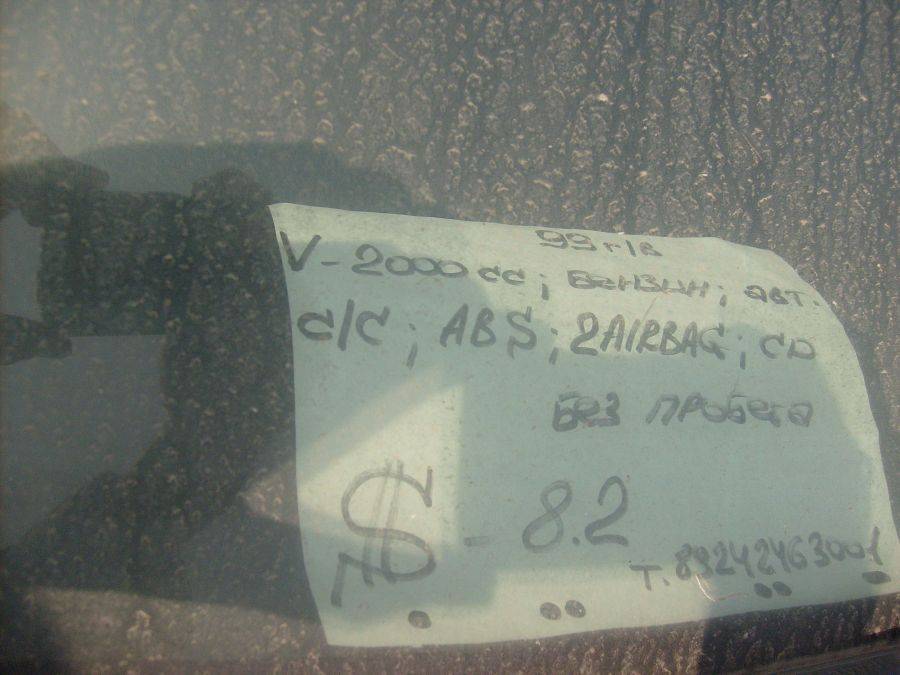 99 г/в
V-2000 cc; бензин; авт.
с/с; ABS; 2AIRBAG; CD
БЕЗ ПРОБЕГА
$ - 8.2
т. 89242463001